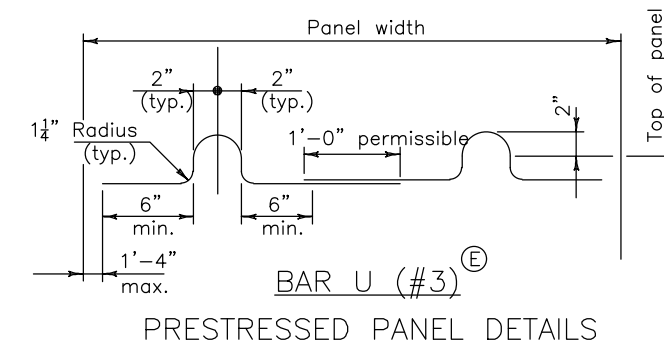 Panel width
Top of panel
2" 2"
(typ.) (typ.)
1¼" Radius
(typ.)
1'-0" permissible
2"
6" 6"
min. min.
1'-4"
max.
BAR U (#3) E
PRESTRESSED PANEL DETAILS